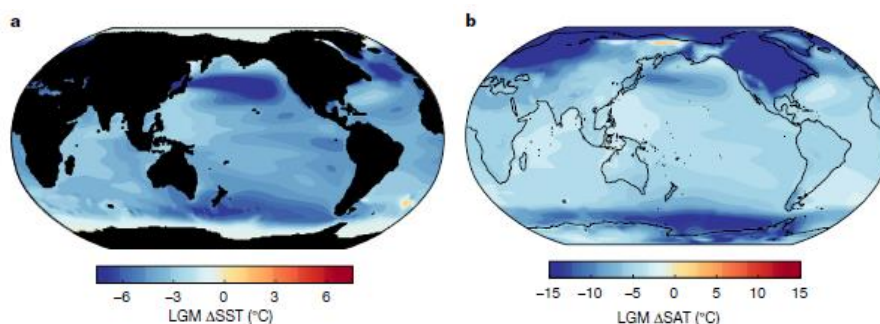 a
b
−6 −3 0 3 6
LGM ΔSST (°C)
−15 −10 −5 0 5 10 15
LGM ΔSAT (°C)